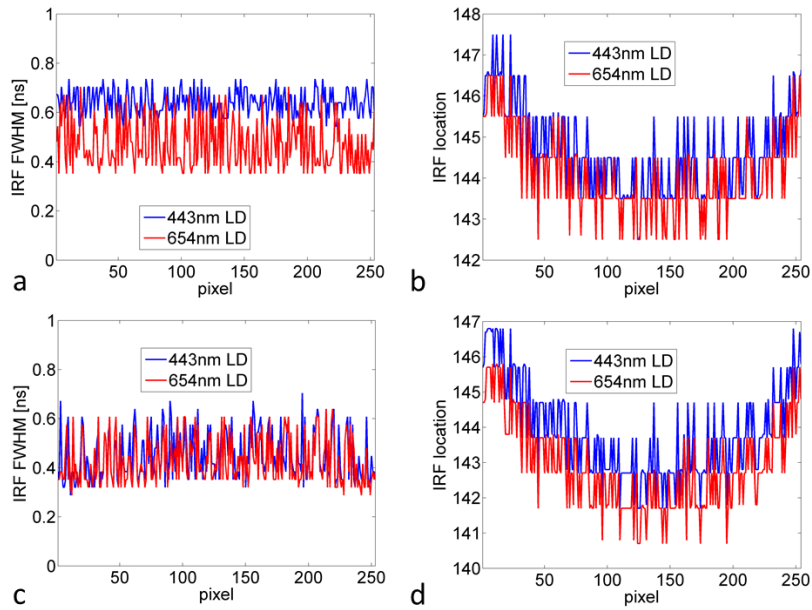 1
0.8
0.6
0.4
0.2
0
IRF FWHM [ns]
443nm LD
654nm LD
50
100
150
200
250
pixel
a
148
147
146
145
144
143
142
IRF location
443nm LD
654nm LD
50
100
150
200
250
pixel
b
1
0.8
0.6
0.4
0.2
0
IRF FWHM [ns]
443nm LD
654nm LD
50
100
150
200
250
pixel
c
147
146
145
144
143
142
141
140
IRF location
443nm LD
654nm LD
50
100
150
200
250
pixel
d